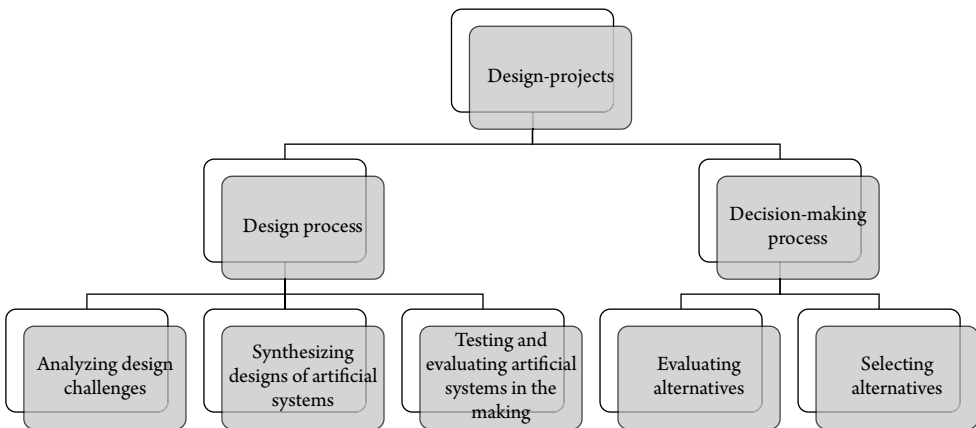 Design-projects
Design process
Decision-making
process
Analyzing design
challenges
Synthesizing
designs of artificial
systems
Testing and
evaluating artificial
systems in the
making
Evaluating
alternatives
Selecting
alternatives